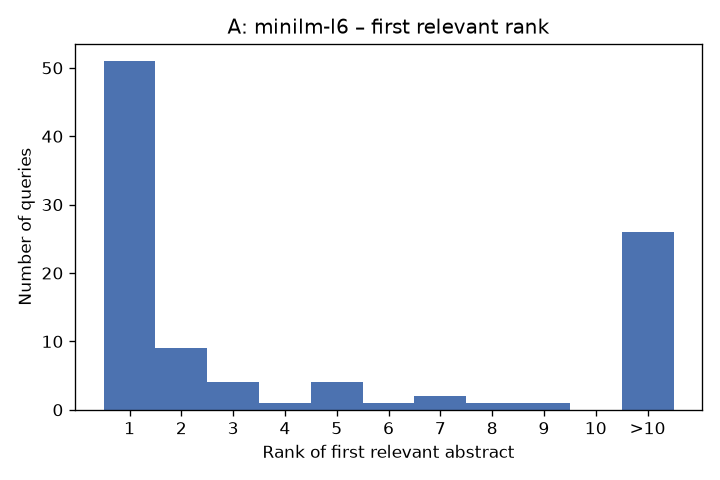 A: minilm-l6 – first relevant rank
Number of queries
50
40
30
20
10
0
1 2 3 4 5 6 7 8 9 10 >10
Rank of first relevant abstract